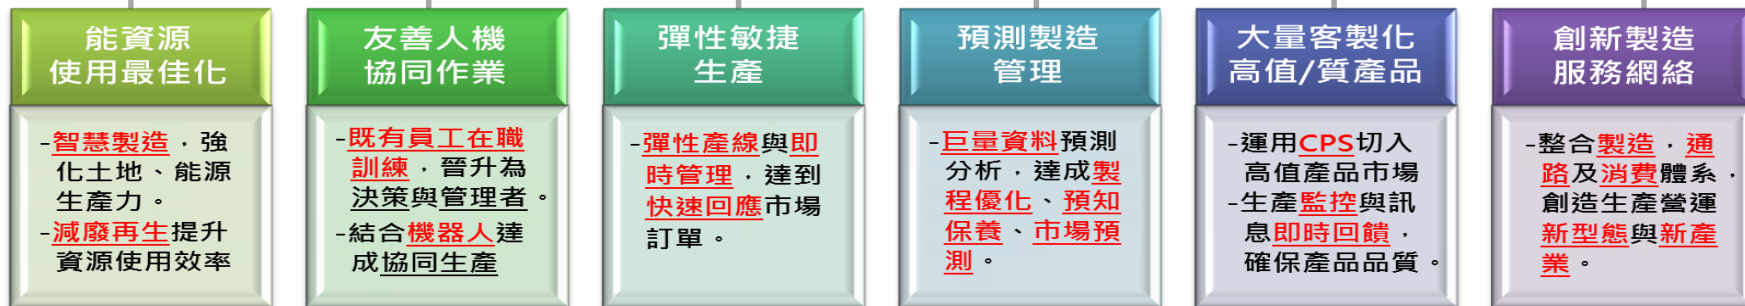 能資源
使用最佳化
-智慧製造，強
化土地、能源
生產力。
-減廢再生提升
資源使用效率
友善人機
協同作業
-既有員工在職
訓練，晉升為
決策與管理者。
-結合機器人達
成協同生產
彈性敏捷
生產
-彈性產線與即
時管理，達到
快速回應市場
訂單。
預測製造
管理
-巨量資料預測
分析，達成製
程優化、預知
保養、市場預
測。
大量客製化
高值/質產品
-運用CPS切入
高值產品市場
-生產監控與訊
息即時回饋，
確保產品品質。
創新製造
服務網絡
-整合製造，通
路及消費體系，
創造生產營運
新型態與新產
業。